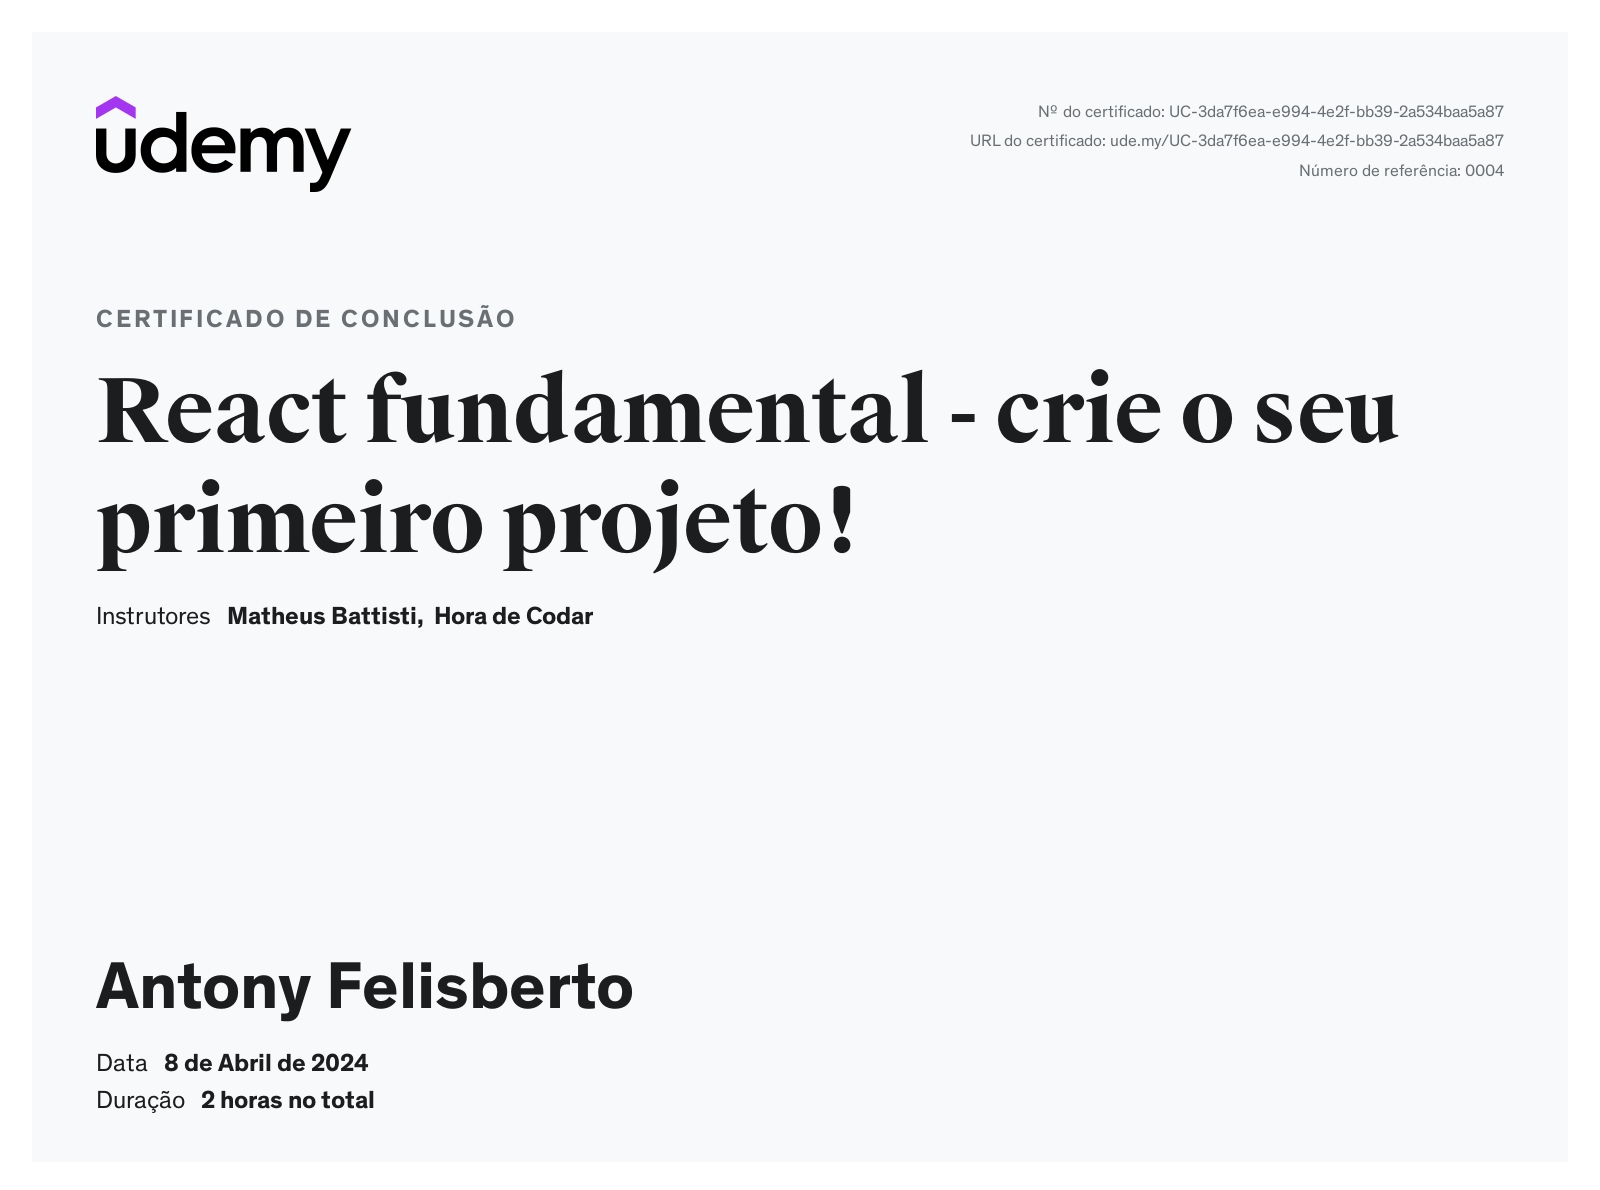 udemy
Nº do certificado: UC-3da7f6ea-e994-4e2f-bb39-2a534baa5a87
URL do certificado: ude.my/UC-3da7f6ea-e994-4e2f-bb39-2a534baa5a87
Número de referência: 0004
CERTIFICADO DE CONCLUSÃO
React fundamental - crie o seu
primeiro projeto!
Instrutores Matheus Battisti, Hora de Codar
Antony Felisberto
Data 8 de Abril de 2024
Duração 2 horas no total